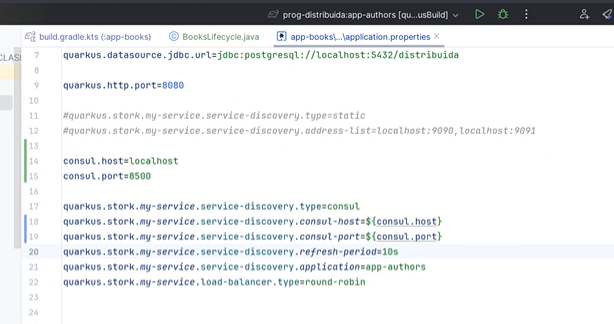 prog-distribuida:app-authors [qu...usBuild]
build.gradle.kts (:app-books)
BooksLifecycle.java
app-books\...\application.properties
CLAS
7 quarkus.datasource.jdbc.url=jdbc:postgresql://localhost:5432/distribuida
8
9 quarkus.http.port=8080
10
11 #quarkus.stork.my-service.service-discovery.type=static
12 #quarkus.stork.my-service.service-discovery.address-list=localhost:9090,localhost:9091
13
14 consul.host=localhost
15 consul.port=8500
16
17 quarkus.stork.my-service.service-discovery.type=consul
18 quarkus.stork.my-service.service-discovery.consul-host=${consul.host}
19 quarkus.stork.my-service.service-discovery.consul-port=${consul.port}
20 quarkus.stork.my-service.service-discovery.refresh-period=10s
21 quarkus.stork.my-service.service-discovery.application=app-authors
22 quarkus.stork.my-service.load-balancer.type=round-robin
23
24